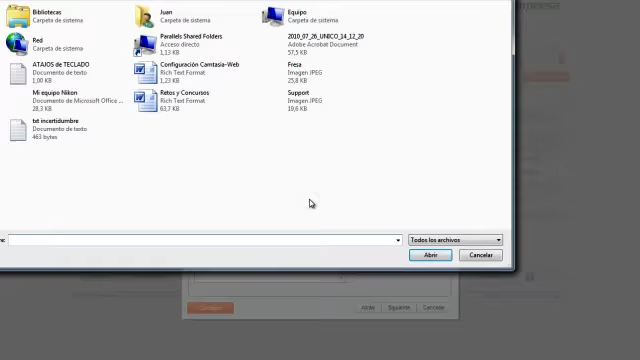 Bibliotecas
Carpeta de sistema
Juan
Carpeta de sistema
Equipo
Carpeta de sistema
Red
Carpeta de sistema
Parallels Shared Folders
Acceso directo
1,13 KB
2010_07_26_UNICO_14_12_20
Adobe Acrobat Document
57,5 KB
ATAJOS de TECLADO
Documento de texto
1,00 KB
Configuración Camtasia-Web
Rich Text Format
1,23 KB
Fresa
Imagen JPEG
25,8 KB
Mi equipo Nikon
Documento de Microsoft Office ...
28,3 KB
Retos y Concursos
Rich Text Format
63,7 KB
Support
Imagen JPEG
19,6 KB
txt incertidumbre
Documento de texto
463 bytes
Todos los archivos
Abrir
Cancelar
Atrás
Siguiente
Cancelar